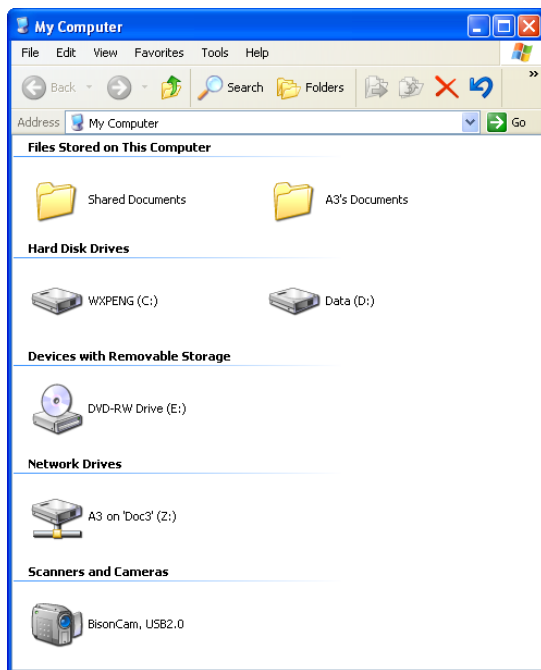 My Computer
File Edit View Favorites Tools Help
Back Search Folders »
Address My Computer Go
Files Stored on This Computer
Shared Documents A3's Documents
Hard Disk Drives
WXPENG (C:) Data (D:)
Devices with Removable Storage
DVD-RW Drive (E:)
Network Drives
A3 on 'Doc3' (Z:)
Scanners and Cameras
BisonCam, USB2.0